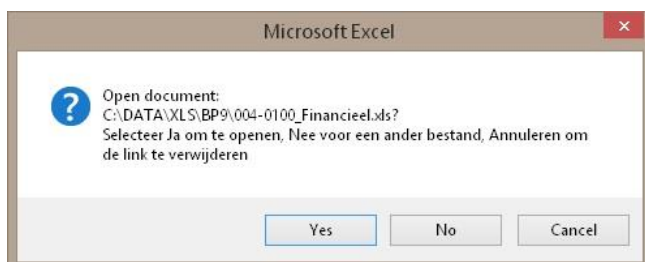 Microsoft Excel
Open document:
C:\DATA\XLS\BP9\004-0100_Financieel.xls?
Selecteer Ja om te openen, Nee voor een ander bestand, Annuleren om
de link te verwijderen
Yes No Cancel